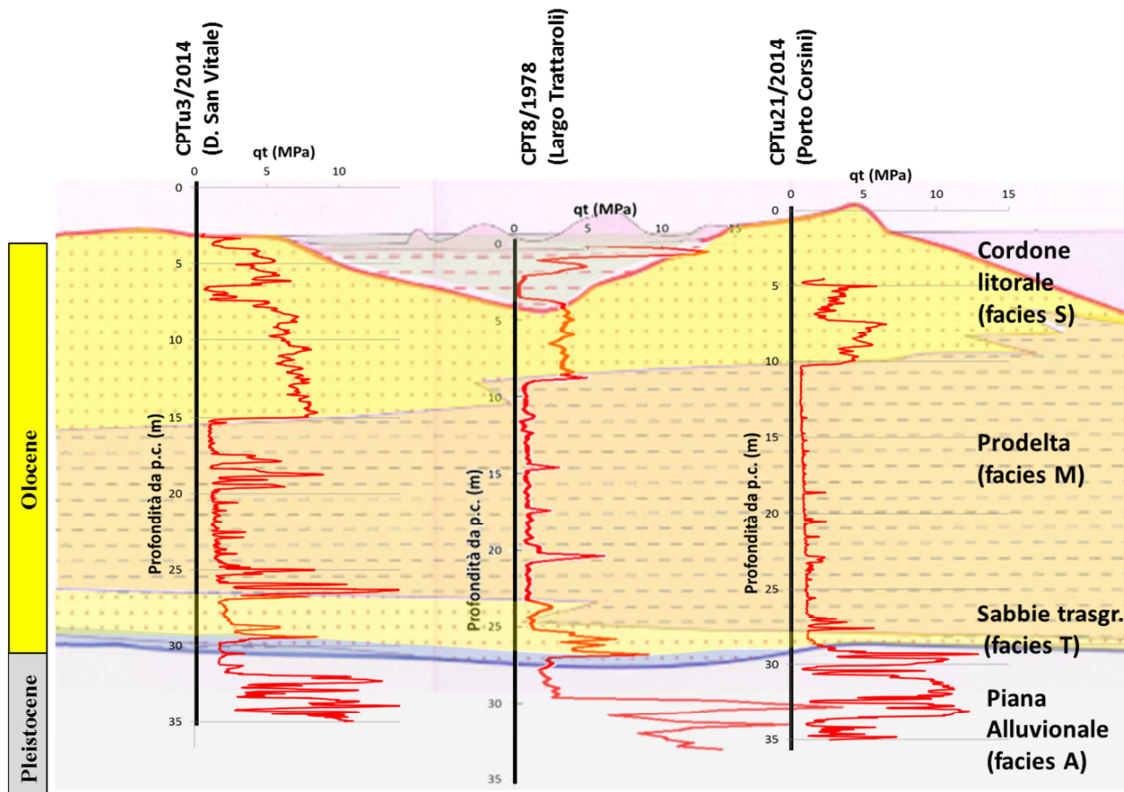 CPTu3/2014
(D. San Vitale)
CPT8/1978
(Largo Trattaroli)
CPTu21/2014
(Porto Corsini)
qt (MPa)
0 5 10
qt (MPa)
0 5 10 15
qt (MPa)
0 5 10 15
Olocene
Pleistocene
Profondità da p.c. (m)
0
5
10
15
20
25
30
35
Profondità da p.c. (m)
0
5
10
15
20
25
30
35
Profondità da p.c. (m)
0
5
10
15
20
25
30
35
Cordone
litorale
(facies S)
Prodelta
(facies M)
Sabbie trasgr.
(facies T)
Piana
Alluvionale
(facies A)